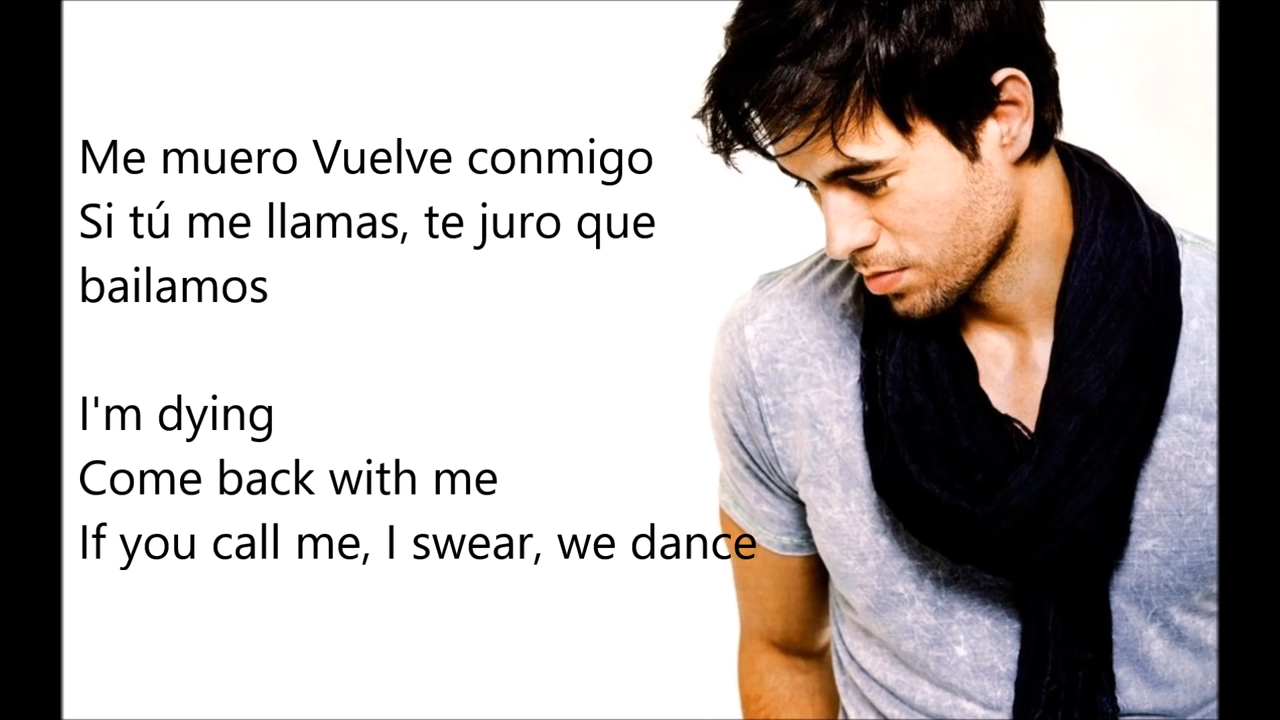 Me muero Vuelve conmigo
Si tú me llamas, te juro que
bailamos
I'm dying
Come back with me
If you call me, I swear, we dance